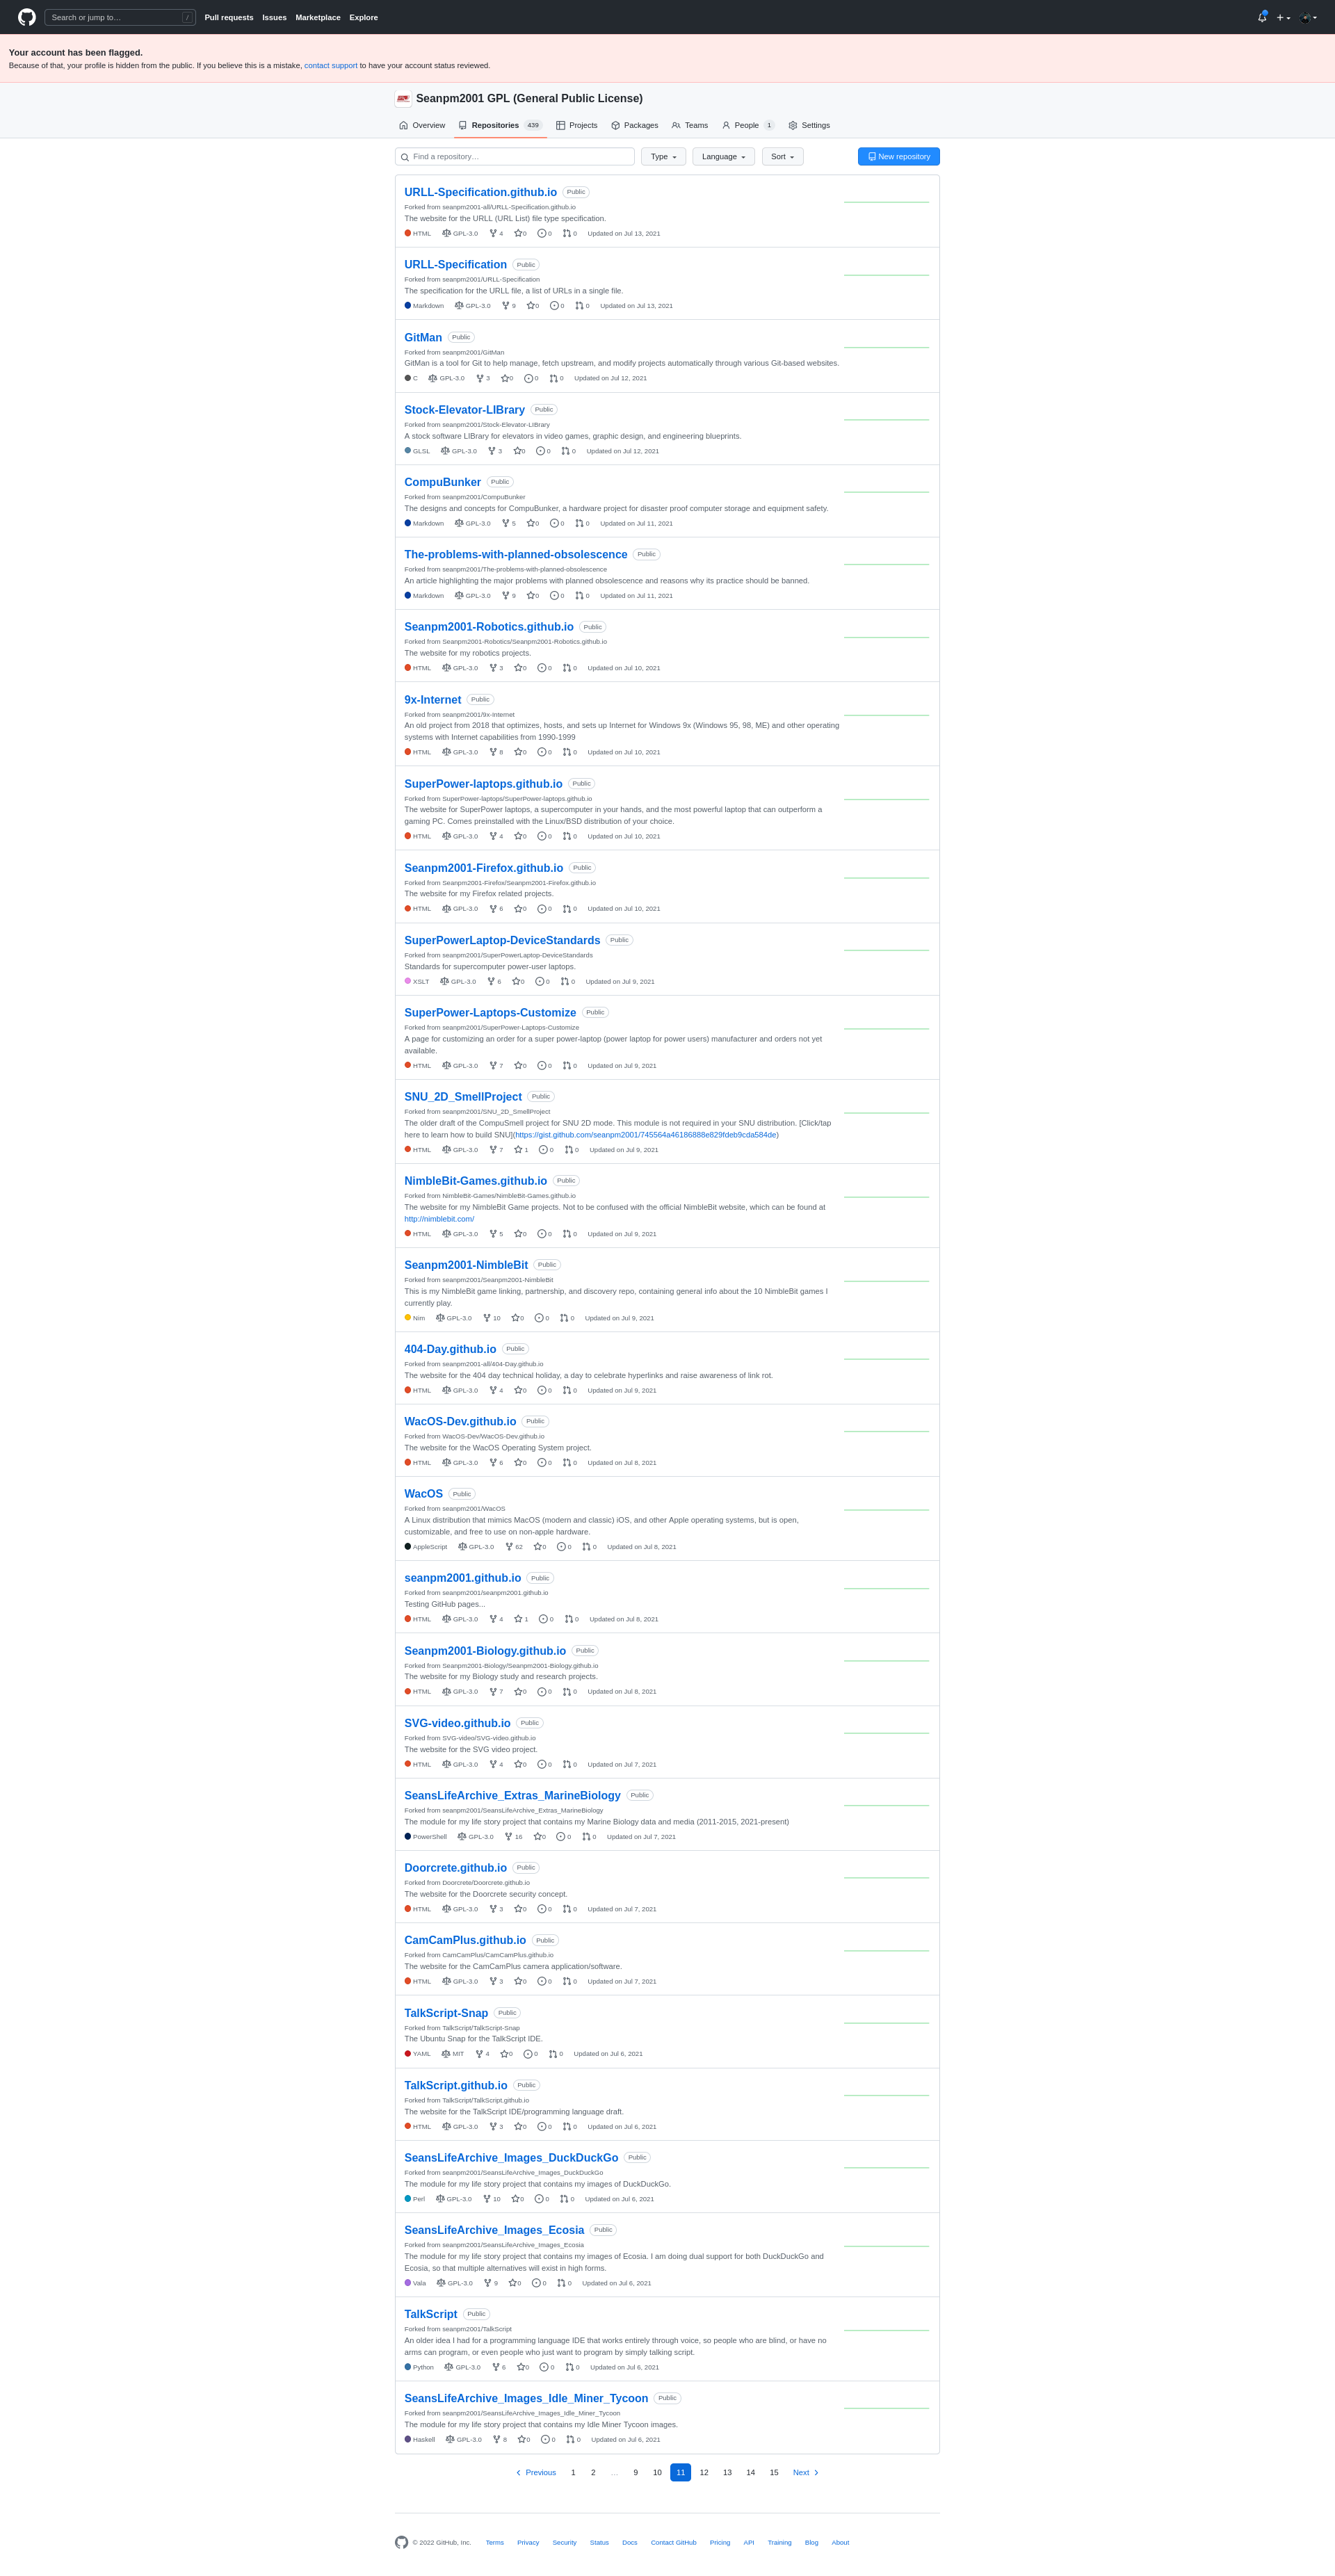 Search or jump to… /
Pull requests Issues Marketplace Explore
Your account has been flagged.
Because of that, your profile is hidden from the public. If you believe this is a mistake, contact support to have your account status reviewed.
Seanpm2001 GPL (General Public License)
Overview Repositories 439 Projects Packages Teams People 1 Settings
Find a repository… Type Language Sort New repository
URLL-Specification.github.io Public
Forked from seanpm2001-all/URLL-Specification.github.io
The website for the URLL (URL List) file type specification.
HTML GPL-3.0 4 0 0 0 Updated on Jul 13, 2021
URLL-Specification Public
Forked from seanpm2001/URLL-Specification
The specification for the URLL file, a list of URLs in a single file.
Markdown GPL-3.0 9 0 0 0 Updated on Jul 13, 2021
GitMan Public
Forked from seanpm2001/GitMan
GitMan is a tool for Git to help manage, fetch upstream, and modify projects automatically through various Git-based websites.
C GPL-3.0 3 0 0 0 Updated on Jul 12, 2021
Stock-Elevator-LIBrary Public
Forked from seanpm2001/Stock-Elevator-LIBrary
A stock software LIBrary for elevators in video games, graphic design, and engineering blueprints.
GLSL GPL-3.0 3 0 0 0 Updated on Jul 12, 2021
CompuBunker Public
Forked from seanpm2001/CompuBunker
The designs and concepts for CompuBunker, a hardware project for disaster proof computer storage and equipment safety.
Markdown GPL-3.0 5 0 0 0 Updated on Jul 11, 2021
The-problems-with-planned-obsolescence Public
Forked from seanpm2001/The-problems-with-planned-obsolescence
An article highlighting the major problems with planned obsolescence and reasons why its practice should be banned.
Markdown GPL-3.0 9 0 0 0 Updated on Jul 11, 2021
Seanpm2001-Robotics.github.io Public
Forked from Seanpm2001-Robotics/Seanpm2001-Robotics.github.io
The website for my robotics projects.
HTML GPL-3.0 3 0 0 0 Updated on Jul 10, 2021
9x-Internet Public
Forked from seanpm2001/9x-Internet
An old project from 2018 that optimizes, hosts, and sets up Internet for Windows 9x (Windows 95, 98, ME) and other operating
systems with Internet capabilities from 1990-1999
HTML GPL-3.0 8 0 0 0 Updated on Jul 10, 2021
SuperPower-laptops.github.io Public
Forked from SuperPower-laptops/SuperPower-laptops.github.io
The website for SuperPower laptops, a supercomputer in your hands, and the most powerful laptop that can outperform a
gaming PC. Comes preinstalled with the Linux/BSD distribution of your choice.
HTML GPL-3.0 4 0 0 0 Updated on Jul 10, 2021
Seanpm2001-Firefox.github.io Public
Forked from Seanpm2001-Firefox/Seanpm2001-Firefox.github.io
The website for my Firefox related projects.
HTML GPL-3.0 6 0 0 0 Updated on Jul 10, 2021
SuperPowerLaptop-DeviceStandards Public
Forked from seanpm2001/SuperPowerLaptop-DeviceStandards
Standards for supercomputer power-user laptops.
XSLT GPL-3.0 6 0 0 0 Updated on Jul 9, 2021
SuperPower-Laptops-Customize Public
Forked from seanpm2001/SuperPower-Laptops-Customize
A page for customizing an order for a super power-laptop (power laptop for power users) manufacturer and orders not yet
available.
HTML GPL-3.0 7 0 0 0 Updated on Jul 9, 2021
SNU_2D_SmellProject Public
Forked from seanpm2001/SNU_2D_SmellProject
The older draft of the CompuSmell project for SNU 2D mode. This module is not required in your SNU distribution. [Click/tap
here to learn how to build SNU](https://gist.github.com/seanpm2001/745564a46186888e829fdeb9cda584de)
HTML GPL-3.0 7 1 0 0 Updated on Jul 9, 2021
NimbleBit-Games.github.io Public
Forked from NimbleBit-Games/NimbleBit-Games.github.io
The website for my NimbleBit Game projects. Not to be confused with the official NimbleBit website, which can be found at
http://nimblebit.com/
HTML GPL-3.0 5 0 0 0 Updated on Jul 9, 2021
Seanpm2001-NimbleBit Public
Forked from seanpm2001/Seanpm2001-NimbleBit
This is my NimbleBit game linking, partnership, and discovery repo, containing general info about the 10 NimbleBit games I
currently play.
Nim GPL-3.0 10 0 0 0 Updated on Jul 9, 2021
404-Day.github.io Public
Forked from seanpm2001-all/404-Day.github.io
The website for the 404 day technical holiday, a day to celebrate hyperlinks and raise awareness of link rot.
HTML GPL-3.0 4 0 0 0 Updated on Jul 9, 2021
WacOS-Dev.github.io Public
Forked from WacOS-Dev/WacOS-Dev.github.io
The website for the WacOS Operating System project.
HTML GPL-3.0 6 0 0 0 Updated on Jul 8, 2021
WacOS Public
Forked from seanpm2001/WacOS
A Linux distribution that mimics MacOS (modern and classic) iOS, and other Apple operating systems, but is open,
customizable, and free to use on non-apple hardware.
AppleScript GPL-3.0 62 0 0 0 Updated on Jul 8, 2021
seanpm2001.github.io Public
Forked from seanpm2001/seanpm2001.github.io
Testing GitHub pages...
HTML GPL-3.0 4 1 0 0 Updated on Jul 8, 2021
Seanpm2001-Biology.github.io Public
Forked from Seanpm2001-Biology/Seanpm2001-Biology.github.io
The website for my Biology study and research projects.
HTML GPL-3.0 7 0 0 0 Updated on Jul 8, 2021
SVG-video.github.io Public
Forked from SVG-video/SVG-video.github.io
The website for the SVG video project.
HTML GPL-3.0 4 0 0 0 Updated on Jul 7, 2021
SeansLifeArchive_Extras_MarineBiology Public
Forked from seanpm2001/SeansLifeArchive_Extras_MarineBiology
The module for my life story project that contains my Marine Biology data and media (2011-2015, 2021-present)
PowerShell GPL-3.0 16 0 0 0 Updated on Jul 7, 2021
Doorcrete.github.io Public
Forked from Doorcrete/Doorcrete.github.io
The website for the Doorcrete security concept.
HTML GPL-3.0 3 0 0 0 Updated on Jul 7, 2021
CamCamPlus.github.io Public
Forked from CamCamPlus/CamCamPlus.github.io
The website for the CamCamPlus camera application/software.
HTML GPL-3.0 3 0 0 0 Updated on Jul 7, 2021
TalkScript-Snap Public
Forked from TalkScript/TalkScript-Snap
The Ubuntu Snap for the TalkScript IDE.
YAML MIT 4 0 0 0 Updated on Jul 6, 2021
TalkScript.github.io Public
Forked from TalkScript/TalkScript.github.io
The website for the TalkScript IDE/programming language draft.
HTML GPL-3.0 3 0 0 0 Updated on Jul 6, 2021
SeansLifeArchive_Images_DuckDuckGo Public
Forked from seanpm2001/SeansLifeArchive_Images_DuckDuckGo
The module for my life story project that contains my images of DuckDuckGo.
Perl GPL-3.0 10 0 0 0 Updated on Jul 6, 2021
SeansLifeArchive_Images_Ecosia Public
Forked from seanpm2001/SeansLifeArchive_Images_Ecosia
The module for my life story project that contains my images of Ecosia. I am doing dual support for both DuckDuckGo and
Ecosia, so that multiple alternatives will exist in high forms.
Vala GPL-3.0 9 0 0 0 Updated on Jul 6, 2021
TalkScript Public
Forked from seanpm2001/TalkScript
An older idea I had for a programming language IDE that works entirely through voice, so people who are blind, or have no
arms can program, or even people who just want to program by simply talking script.
Python GPL-3.0 6 0 0 0 Updated on Jul 6, 2021
SeansLifeArchive_Images_Idle_Miner_Tycoon Public
Forked from seanpm2001/SeansLifeArchive_Images_Idle_Miner_Tycoon
The module for my life story project that contains my Idle Miner Tycoon images.
Haskell GPL-3.0 8 0 0 0 Updated on Jul 6, 2021
Previous 1 2 … 9 10 11 12 13 14 15 Next
© 2022 GitHub, Inc. Terms Privacy Security Status Docs Contact GitHub Pricing API Training Blog About